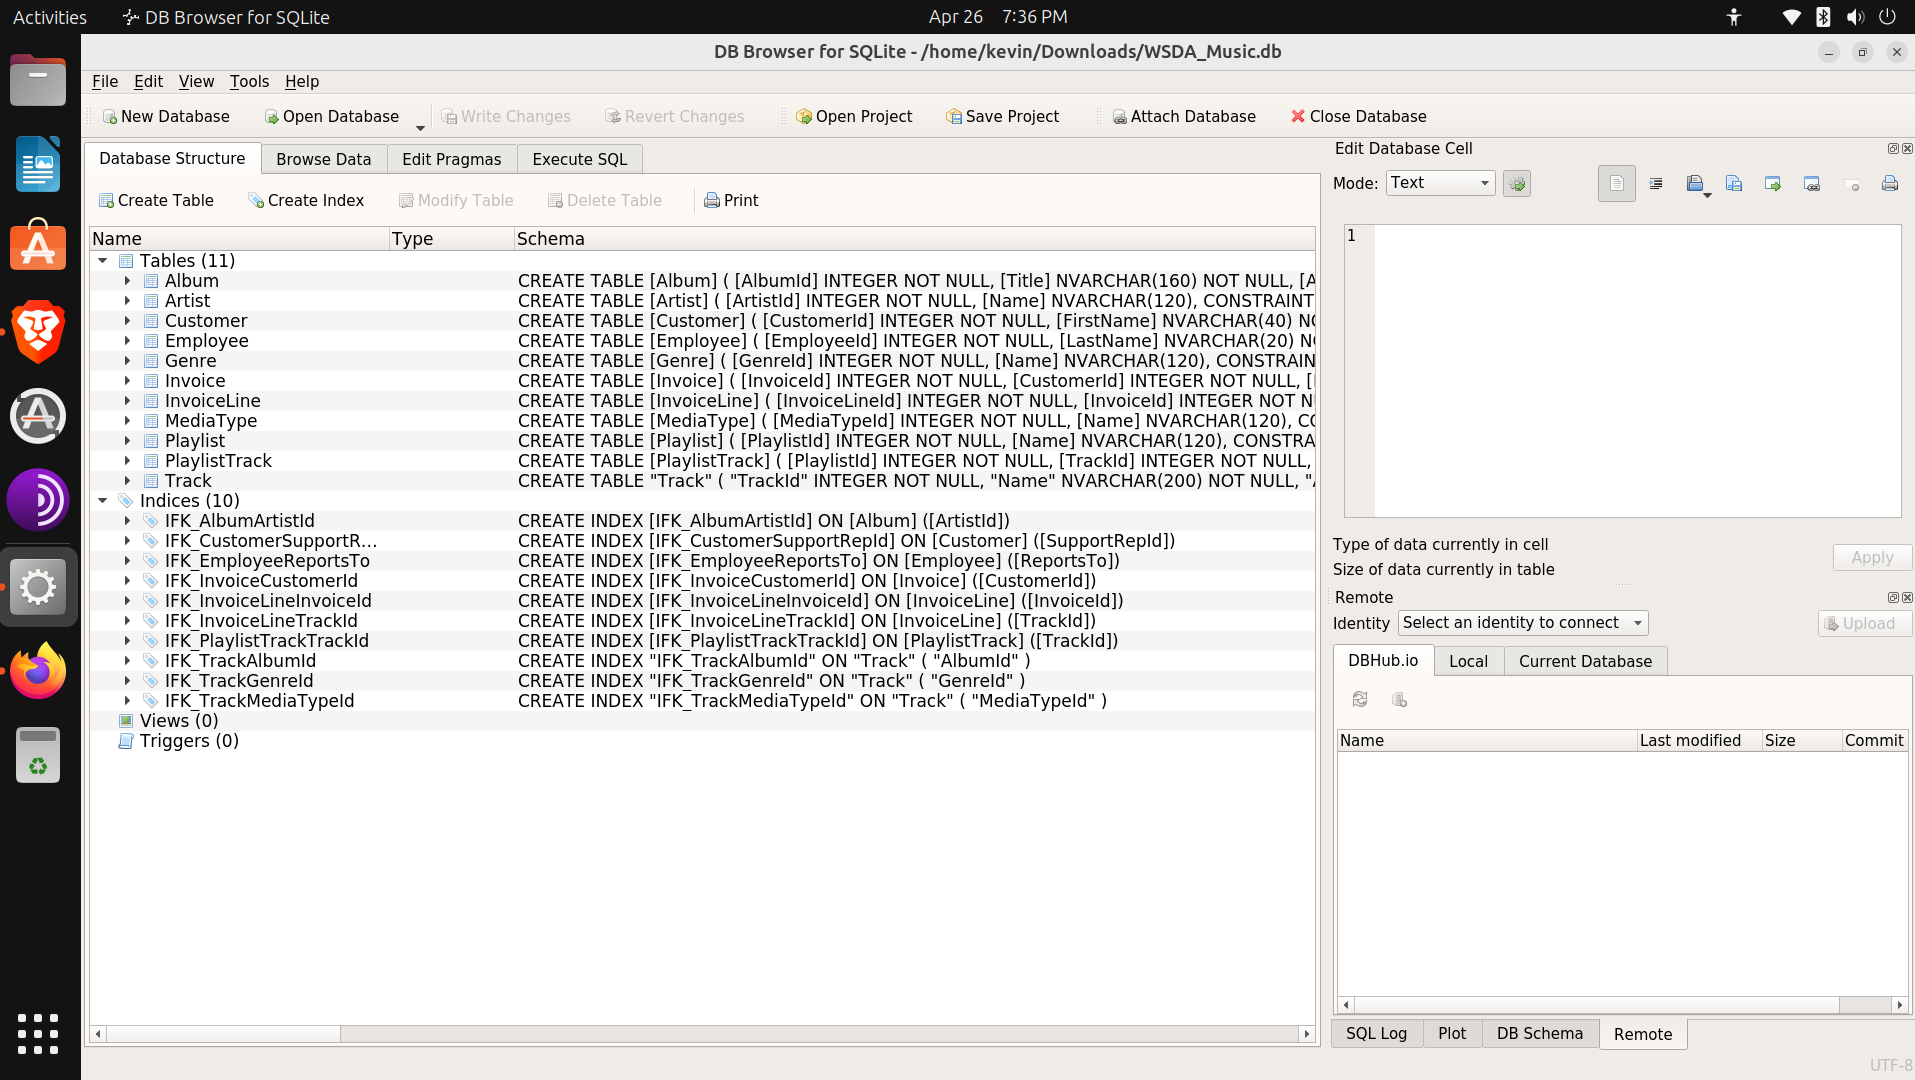 Activities
DB Browser for SQLite
Apr 26 7:36 PM
DB Browser for SQLite - /home/kevin/Downloads/WSDA_Music.db
File Edit View Tools Help
New Database Open Database Write Changes Revert Changes Open Project Save Project Attach Database Close Database
Database Structure Browse Data Edit Pragmas Execute SQL
Create Table Create Index Modify Table Delete Table Print
Name Type Schema
Tables (11)
Album CREATE TABLE [Album] ( [AlbumId] INTEGER NOT NULL, [Title] NVARCHAR(160) NOT NULL, [A
Artist CREATE TABLE [Artist] ( [ArtistId] INTEGER NOT NULL, [Name] NVARCHAR(120), CONSTRAINT
Customer CREATE TABLE [Customer] ( [CustomerId] INTEGER NOT NULL, [FirstName] NVARCHAR(40) NO
Employee CREATE TABLE [Employee] ( [EmployeeId] INTEGER NOT NULL, [LastName] NVARCHAR(20) NO
Genre CREATE TABLE [Genre] ( [GenreId] INTEGER NOT NULL, [Name] NVARCHAR(120), CONSTRAIN
Invoice CREATE TABLE [Invoice] ( [InvoiceId] INTEGER NOT NULL, [CustomerId] INTEGER NOT NULL, [
InvoiceLine CREATE TABLE [InvoiceLine] ( [InvoiceLineId] INTEGER NOT NULL, [InvoiceId] INTEGER NOT N
MediaType CREATE TABLE [MediaType] ( [MediaTypeId] INTEGER NOT NULL, [Name] NVARCHAR(120), CO
Playlist CREATE TABLE [Playlist] ( [PlaylistId] INTEGER NOT NULL, [Name] NVARCHAR(120), CONSTRA
PlaylistTrack CREATE TABLE [PlaylistTrack] ( [PlaylistId] INTEGER NOT NULL, [TrackId] INTEGER NOT NULL,
Track CREATE TABLE "Track" ( "TrackId" INTEGER NOT NULL, "Name" NVARCHAR(200) NOT NULL, "A
Indices (10)
IFK_AlbumArtistId CREATE INDEX [IFK_AlbumArtistId] ON [Album] ([ArtistId])
IFK_CustomerSupportR... CREATE INDEX [IFK_CustomerSupportRepId] ON [Customer] ([SupportRepId])
IFK_EmployeeReportsTo CREATE INDEX [IFK_EmployeeReportsTo] ON [Employee] ([ReportsTo])
IFK_InvoiceCustomerId CREATE INDEX [IFK_InvoiceCustomerId] ON [Invoice] ([CustomerId])
IFK_InvoiceLineInvoiceId CREATE INDEX [IFK_InvoiceLineInvoiceId] ON [InvoiceLine] ([InvoiceId])
IFK_InvoiceLineTrackId CREATE INDEX [IFK_InvoiceLineTrackId] ON [InvoiceLine] ([TrackId])
IFK_PlaylistTrackTrackId CREATE INDEX [IFK_PlaylistTrackTrackId] ON [PlaylistTrack] ([TrackId])
IFK_TrackAlbumId CREATE INDEX "IFK_TrackAlbumId" ON "Track" ( "AlbumId" )
IFK_TrackGenreId CREATE INDEX "IFK_TrackGenreId" ON "Track" ( "GenreId" )
IFK_TrackMediaTypeId CREATE INDEX "IFK_TrackMediaTypeId" ON "Track" ( "MediaTypeId" )
Views (0)
Triggers (0)
Edit Database Cell
Mode: Text
1
Type of data currently in cell
Size of data currently in table
Apply
Remote
Identity Select an identity to connect Upload
DBHub.io Local Current Database
Name Last modified Size Commit
SQL Log Plot DB Schema Remote
UTF-8